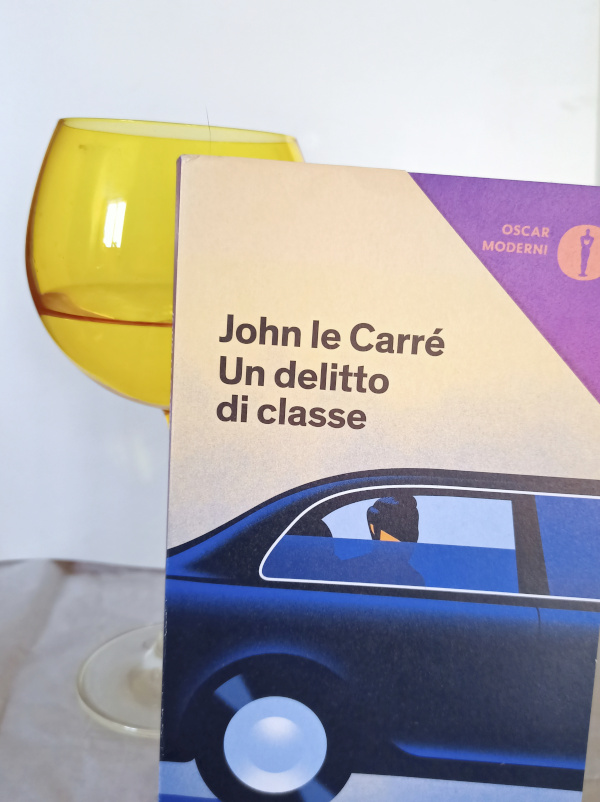 OSCAR
MODERNI
John le Carré
Un delitto
di classe